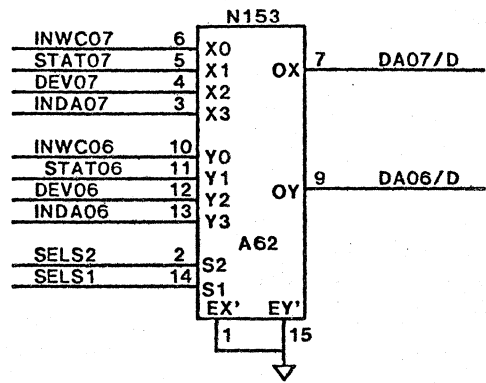 N153
INWC07 6 X0
STAT07 5 X1 OX 7 DA07/D
DEV07 4 X2
INDA07 3 X3
INWC06 10 Y0
STAT06 11 Y1
DEV06 12 Y2 OY 9 DA06/D
INDA06 13 Y3
A62
SELS2 2 S2
SELS1 14 S1
EX' EY'
1 15